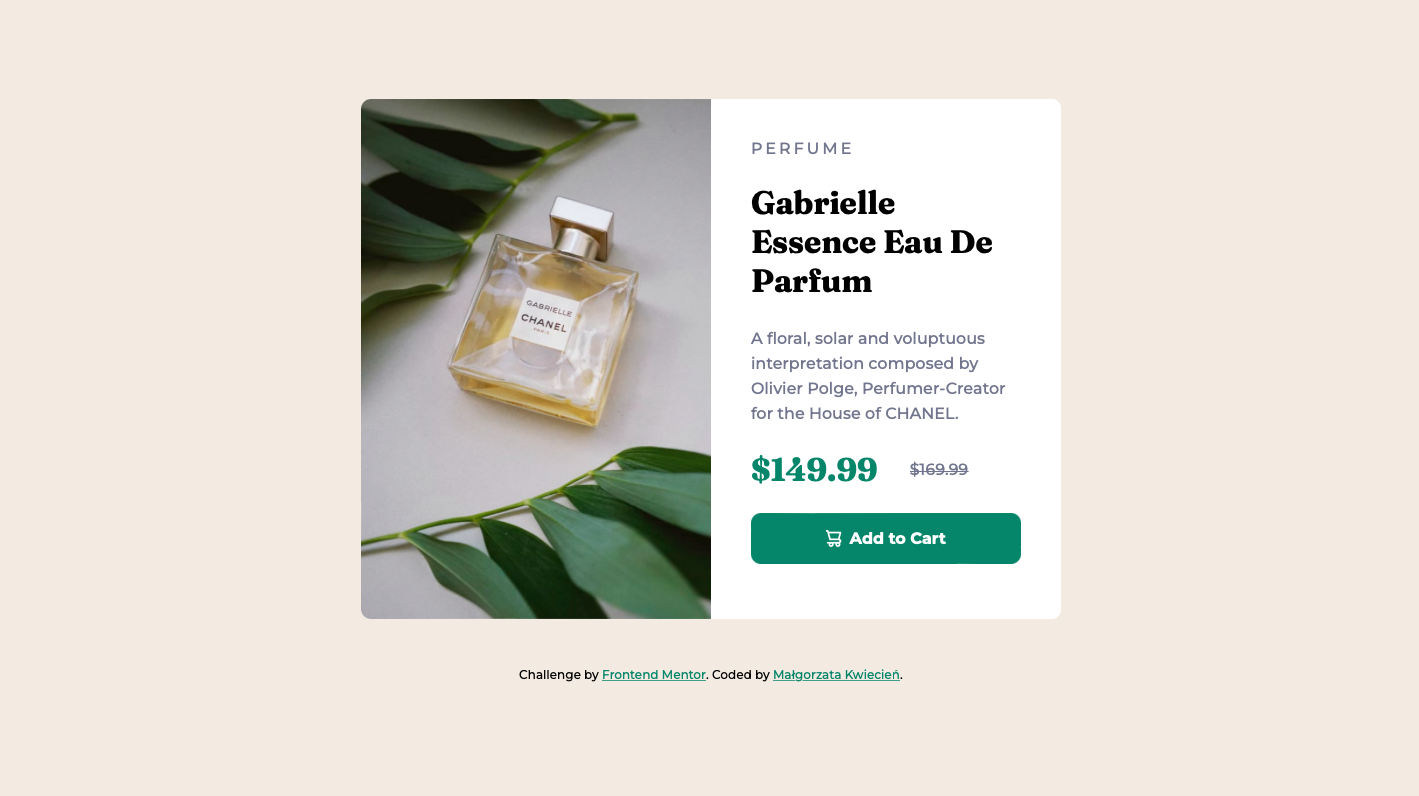 GABRIELLE
CHANEL
PARIS
PERFUME
Gabrielle
Essence Eau De
Parfum
A floral, solar and voluptuous
interpretation composed by
Olivier Polge, Perfumer-Creator
for the House of CHANEL.
$149.99 $169.99
Add to Cart
Challenge by Frontend Mentor. Coded by Małgorzata Kwiecień.